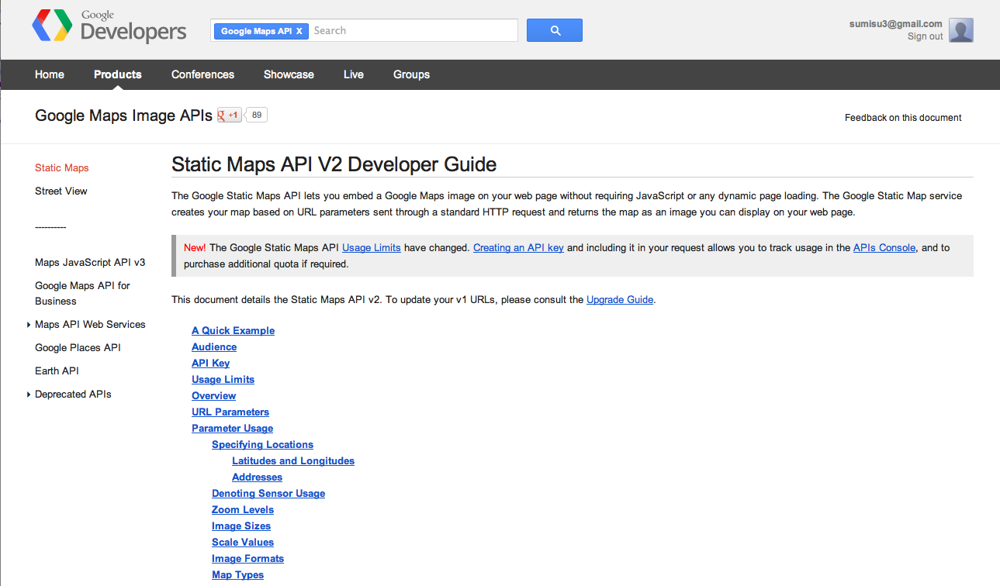 Google
Developers
Google Maps API X
Search
sumisu3@gmail.com
Sign out
Home
Products
Conferences
Showcase
Live
Groups
Google Maps Image APIs
g +1
89
Feedback on this document
Static Maps
Street View
----------
Maps JavaScript API v3
Google Maps API for
Business
Maps API Web Services
Google Places API
Earth API
Deprecated APIs
Static Maps API V2 Developer Guide
The Google Static Maps API lets you embed a Google Maps image on your web page without requiring JavaScript or any dynamic page loading. The Google Static Map service
creates your map based on URL parameters sent through a standard HTTP request and returns the map as an image you can display on your web page.
New! The Google Static Maps API Usage Limits have changed. Creating an API key and including it in your request allows you to track usage in the APIs Console, and to
purchase additional quota if required.
This document details the Static Maps API v2. To update your v1 URLs, please consult the Upgrade Guide.
A Quick Example
Audience
API Key
Usage Limits
Overview
URL Parameters
Parameter Usage
Specifying Locations
Latitudes and Longitudes
Addresses
Denoting Sensor Usage
Zoom Levels
Image Sizes
Scale Values
Image Formats
Map Types